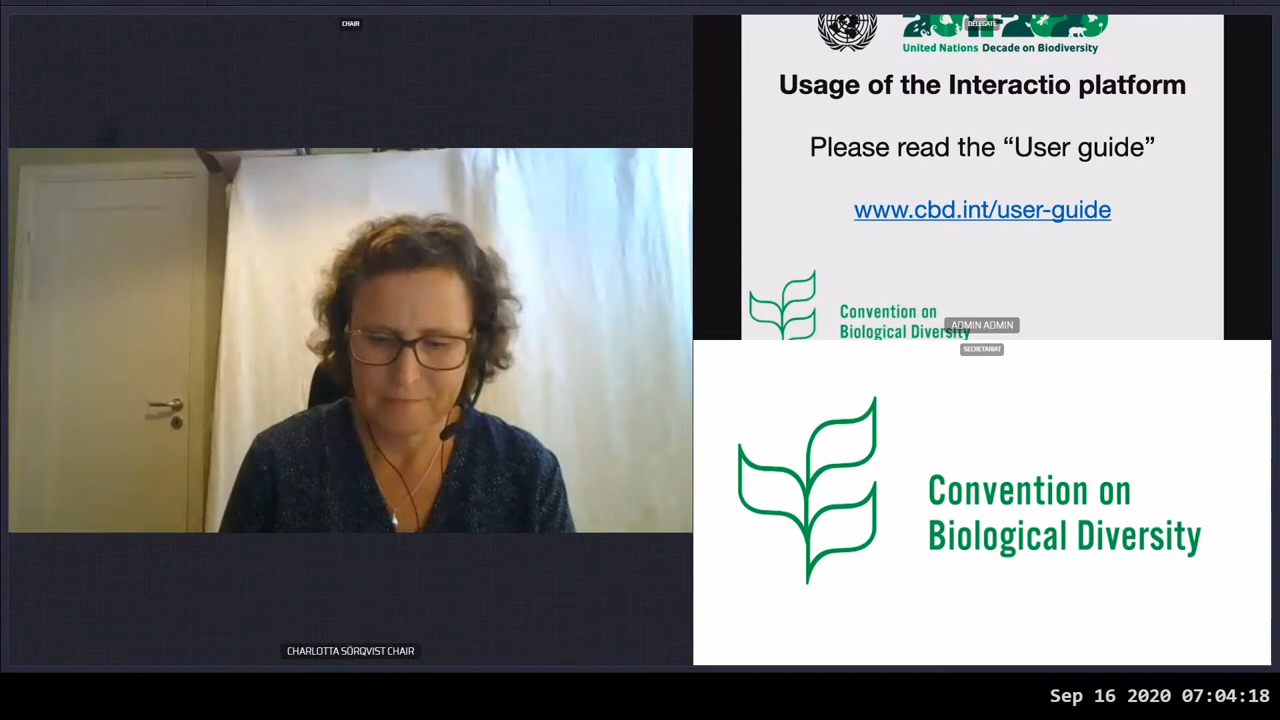 CHAIR
DELEGATE
United Nations Decade on Biodiversity
Usage of the Interactio platform
Please read the “User guide”
www.cbd.int/user-guide
Convention on
Biological Diversity
ADMIN ADMIN
SECRETARIAT
Convention on
Biological Diversity
CHARLOTTA SÖRQVIST CHAIR
Sep 16 2020 07:04:18